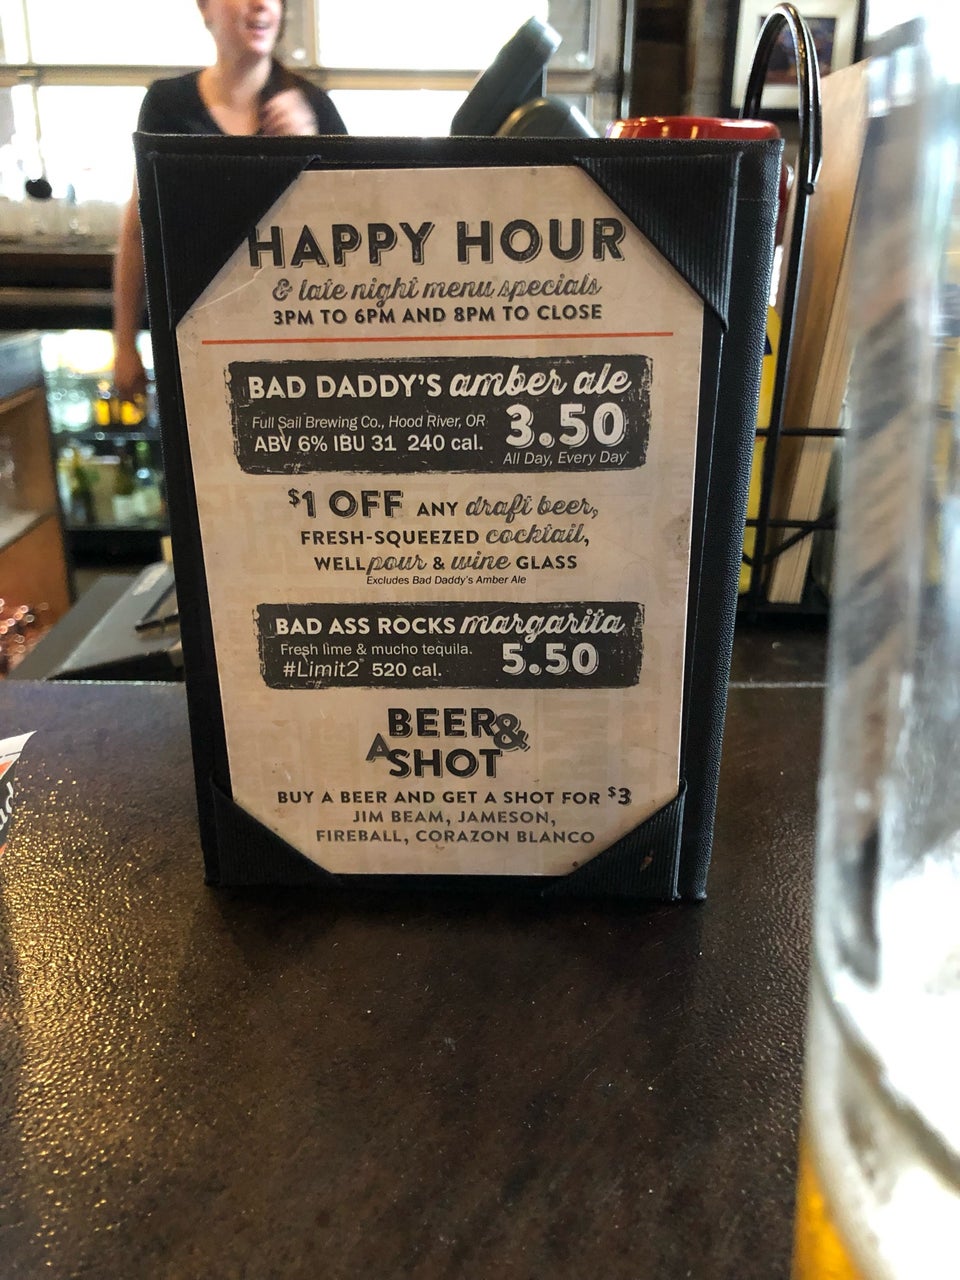 HAPPY HOUR
& late night menu specials
3PM TO 6PM AND 8PM TO CLOSE
BAD DADDY'S amber ale
Full Sail Brewing Co., Hood River, OR
ABV 6% IBU 31 240 cal.
3.50
All Day, Every Day
$1 OFF ANY draft beer,
FRESH-SQUEEZED cocktail,
WELL pour & wine GLASS
Excludes Bad Daddy's Amber Ale
BAD ASS ROCKS margarita
Fresh lime & mucho tequila.
#Limit2 520 cal.
5.50
BEER &
A SHOT
BUY A BEER AND GET A SHOT FOR $3
JIM BEAM, JAMESON,
FIREBALL, CORAZON BLANCO